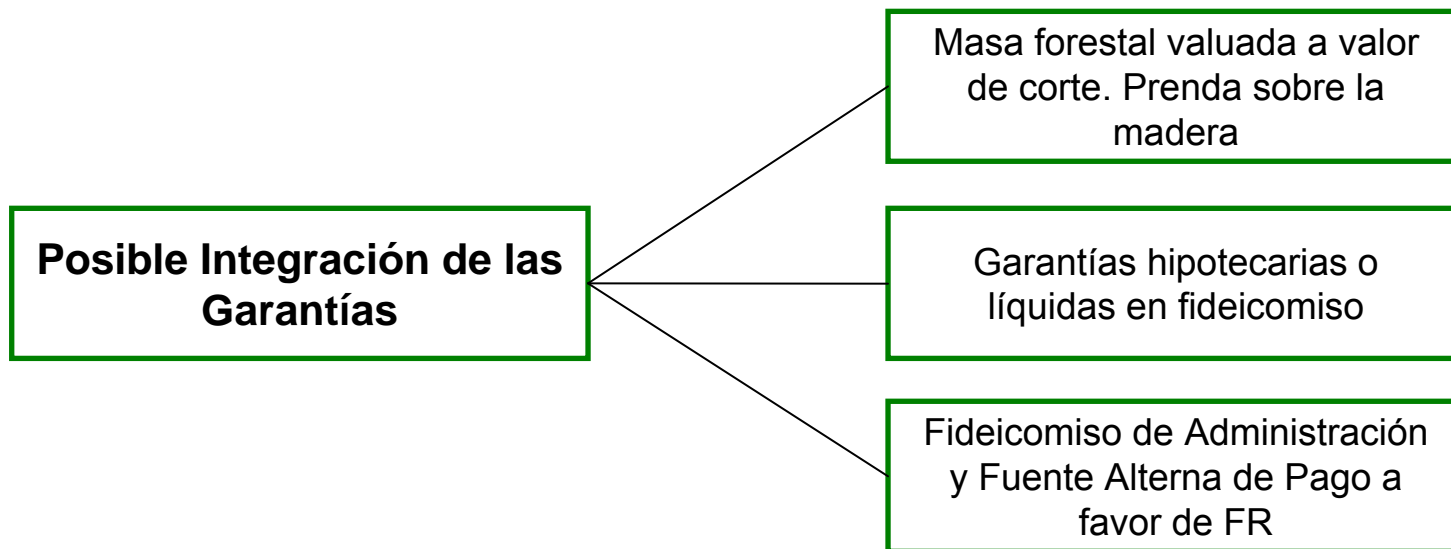 Masa forestal valuada a valor
de corte. Prenda sobre la
madera
Posible Integración de las
Garantías
Garantías hipotecarias o
líquidas en fideicomiso
Fideicomiso de Administración
y Fuente Alterna de Pago a
favor de FR